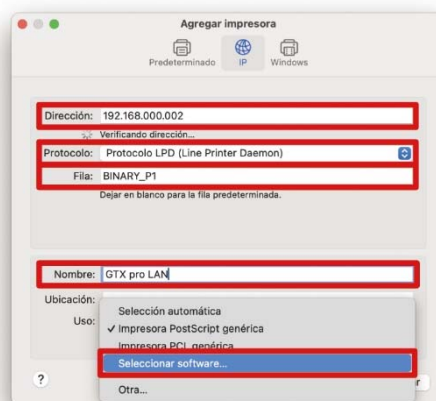 Agregar impresora
Predeterminado IP Windows
Dirección: 192.168.000.002
Verificando dirección...
Protocolo: Protocolo LPD (Line Printer Daemon)
Fila: BINARY_P1
Dejar en blanco para la fila predeterminada.
Nombre: GTX pro LAN
Ubicación:
Uso:
Selección automática
✓ Impresora PostScript genérica
Impresora PCL genérica
Seleccionar software...
Otra...
?